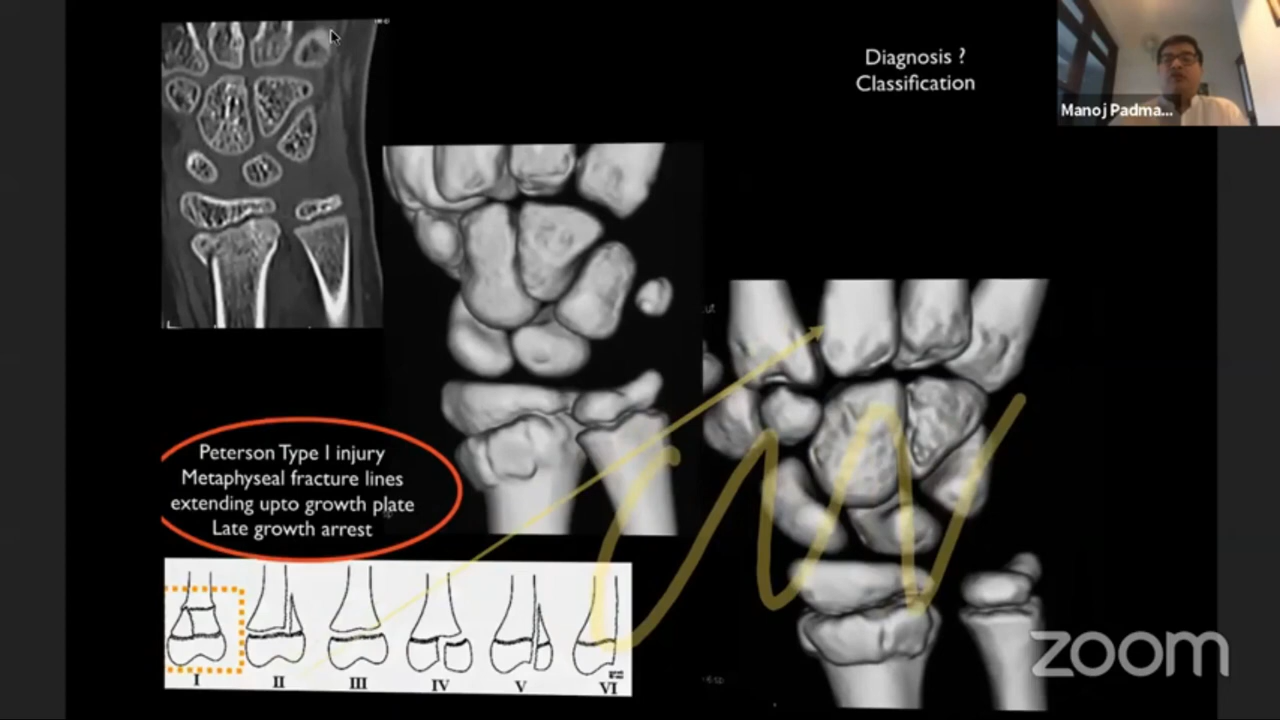 Diagnosis ?
Classification
Manoj Padma...
Peterson Type I injury
Metaphyseal fracture lines
extending upto growth plate
Late growth arrest
I II III IV V VI
zoom